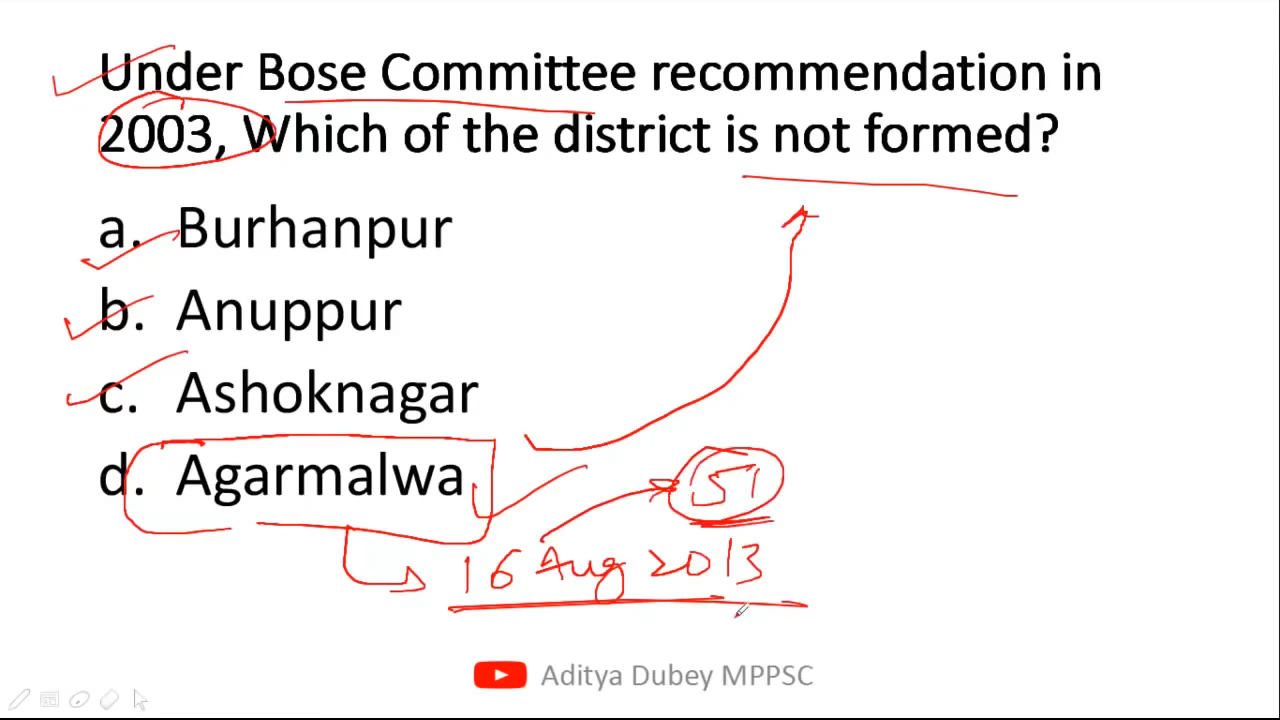 Under Bose Committee recommendation in
2003, Which of the district is not formed?
a. Burhanpur
b. Anuppur
c. Ashoknagar
d. Agarmalwa
51
16 Aug 2013
Aditya Dubey MPPSC